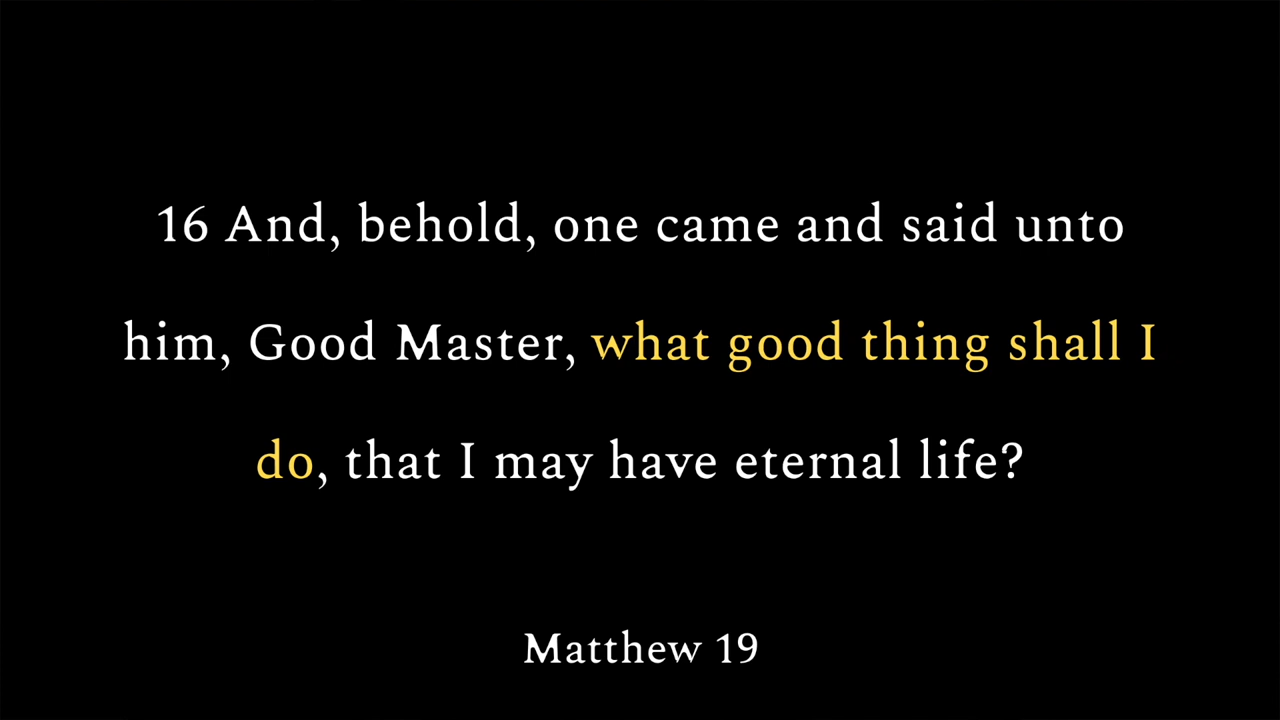 16 And, behold, one came and said unto
him, Good Master, what good thing shall I
do, that I may have eternal life?
Matthew 19